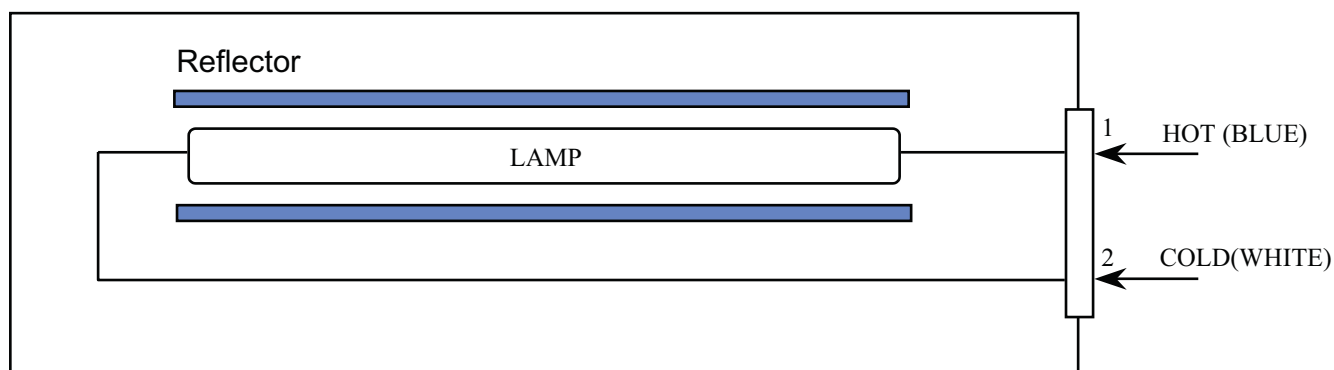 Reflector
LAMP
1
HOT (BLUE)
2
COLD(WHITE)